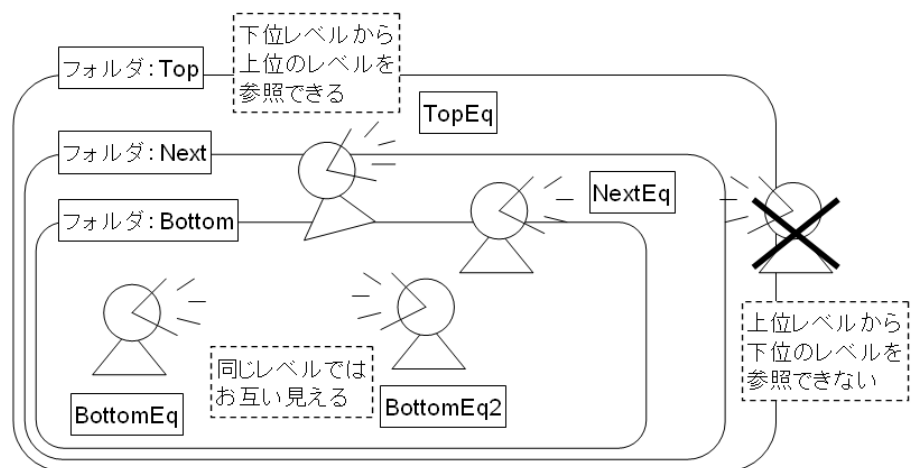 下位レベルから
上位のレベルを
参照できる
フォルダ：Top
TopEq
フォルダ：Next
NextEq
フォルダ：Bottom
上位レベルから
下位のレベルを
参照できない
同じレベルでは
お互い見える
BottomEq
BottomEq2